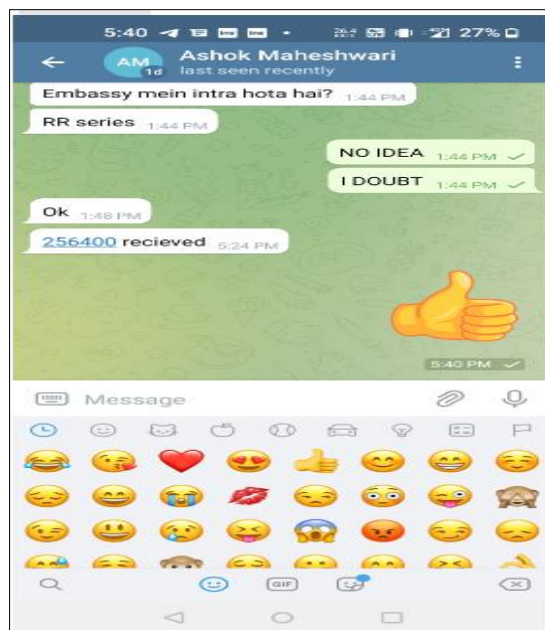 5:40
27%
AM
1d
Ashok Maheshwari
last seen recently
Embassy mein intra hota hai? 1:44 PM
RR series 1:44 PM
NO IDEA 1:44 PM
I DOUBT 1:44 PM
Ok 1:48 PM
256400 recieved 5:24 PM
5:40 PM
Message
GIF